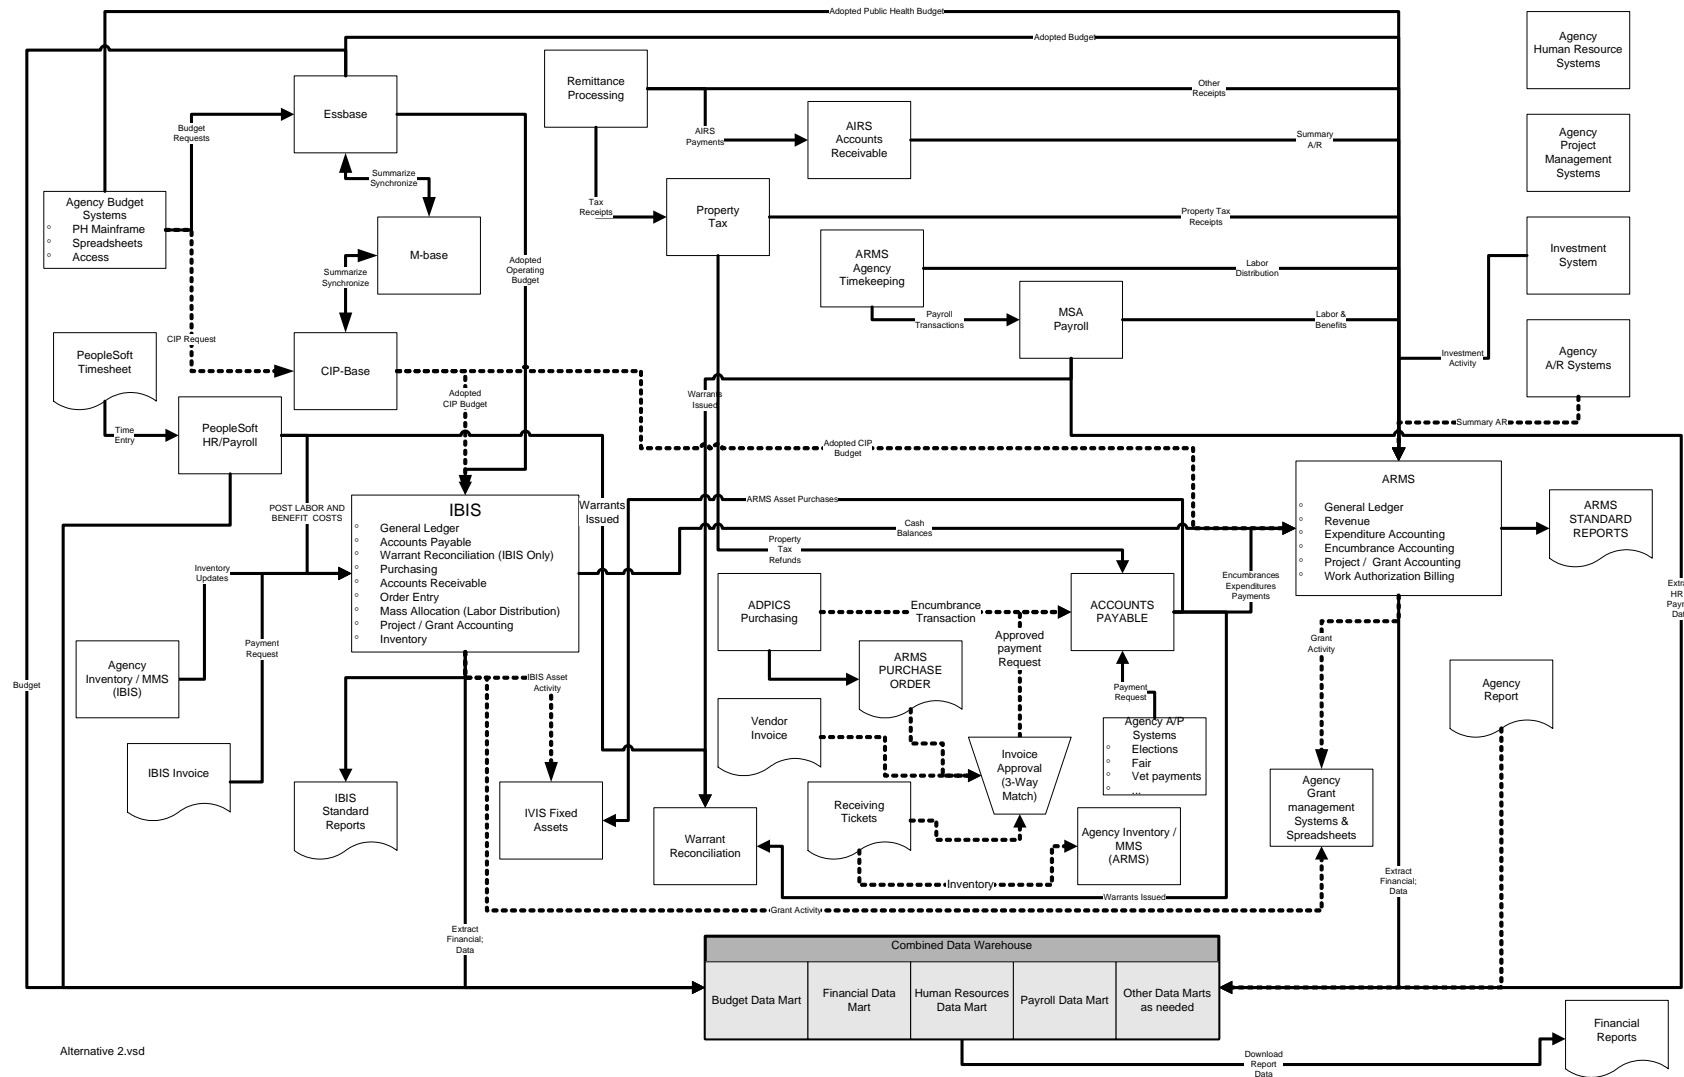 Adopted Public Health Budget
Adopted Budget
Agency
Human Resource
Systems
Remittance
Processing
Other
Receipts
Essbase
Budget
Requests
AIRS
Payments
AIRS
Accounts
Receivable
Summary
A/R
Agency
Project
Management
Systems
Summarize
Synchronize
Agency Budget
Systems
° PH Mainframe
° Spreadsheets
° Access
Tax
Receipts
Property
Tax
Property Tax
Receipts
M-base
Adopted
Operating
Budget
ARMS
Agency
Timekeeping
Labor
Distribution
Investment
System
Summarize
Synchronize
Payroll
Transactions
MSA
Payroll
Labor &
Benefits
CIP Request
PeopleSoft
Timesheet
CIP-Base
Investment
Activity
Agency
A/R Systems
Adopted
CIP Budget
Warrants
Issued
Time
Entry
PeopleSoft
HR/Payroll
Adopted CIP
Budget
Summary AR
POST LABOR AND
BENEFIT COSTS
IBIS
° General Ledger
° Accounts Payable
° Warrant Reconciliation (IBIS Only)
° Purchasing
° Accounts Receivable
° Order Entry
° Mass Allocation (Labor Distribution)
° Project / Grant Accounting
° Inventory
Warrants
Issued
ARMS Asset Purchases
Cash
Balances
Property
Tax
Refunds
ARMS
° General Ledger
° Revenue
° Expenditure Accounting
° Encumbrance Accounting
° Project / Grant Accounting
° Work Authorization Billing
ARMS
STANDARD
REPORTS
Inventory
Updates
Encumbrances
Expenditures
Payments
ADPICS
Purchasing
Encumbrance
Transaction
ACCOUNTS
PAYABLE
Approved
payment
Request
Payment
Request
Grant
Activity
Agency
Inventory / MMS
(IBIS)
Budget
IBIS Asset
Activity
ARMS
PURCHASE
ORDER
Payment
Request
Agency
Report
Vendor
Invoice
Agency A/P
Systems
° Elections
° Fair
° Vet payments
° ...
IBIS Invoice
Invoice
Approval
(3-Way
Match)
IBIS
Standard
Reports
IVIS Fixed
Assets
Receiving
Tickets
Agency
Grant
management
Systems &
Spreadsheets
Warrant
Reconciliation
Agency Inventory /
MMS
(ARMS)
Inventory
Warrants Issued
Extract
Financial;
Data
Grant Activity
Extract
Financial;
Data
Combined Data Warehouse
Budget Data Mart
Financial Data
Mart
Human Resources
Data Mart
Payroll Data Mart
Other Data Marts
as needed
Financial
Reports
Alternative 2.vsd
Download
Report
Data
HR